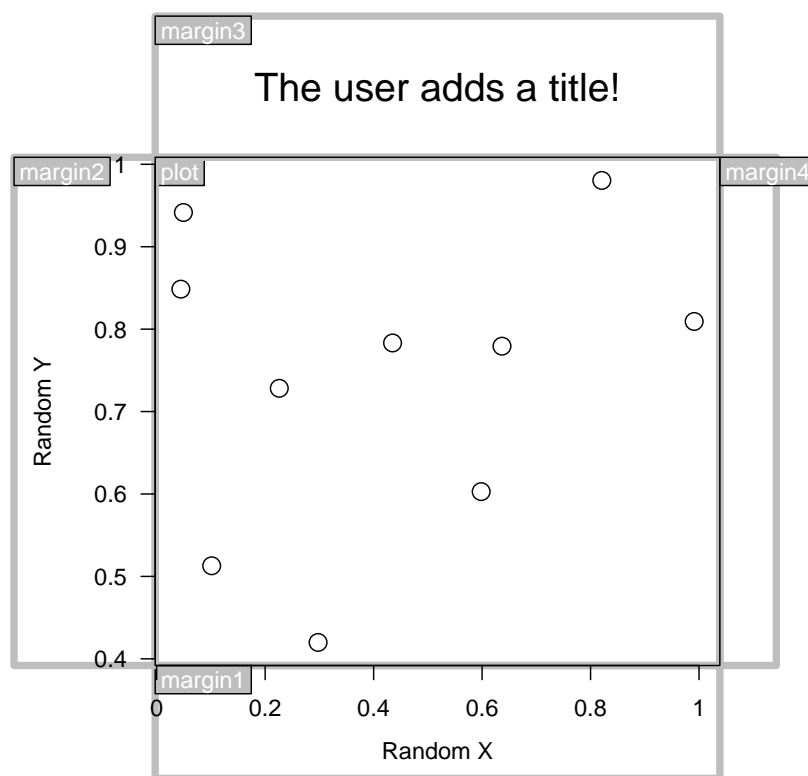 margin3
The user adds a title!
margin2
1
plot
margin4
0.9
0.8
0.7
0.6
0.5
0.4
Random Y
margin1
0 0.2 0.4 0.6 0.8 1
Random X